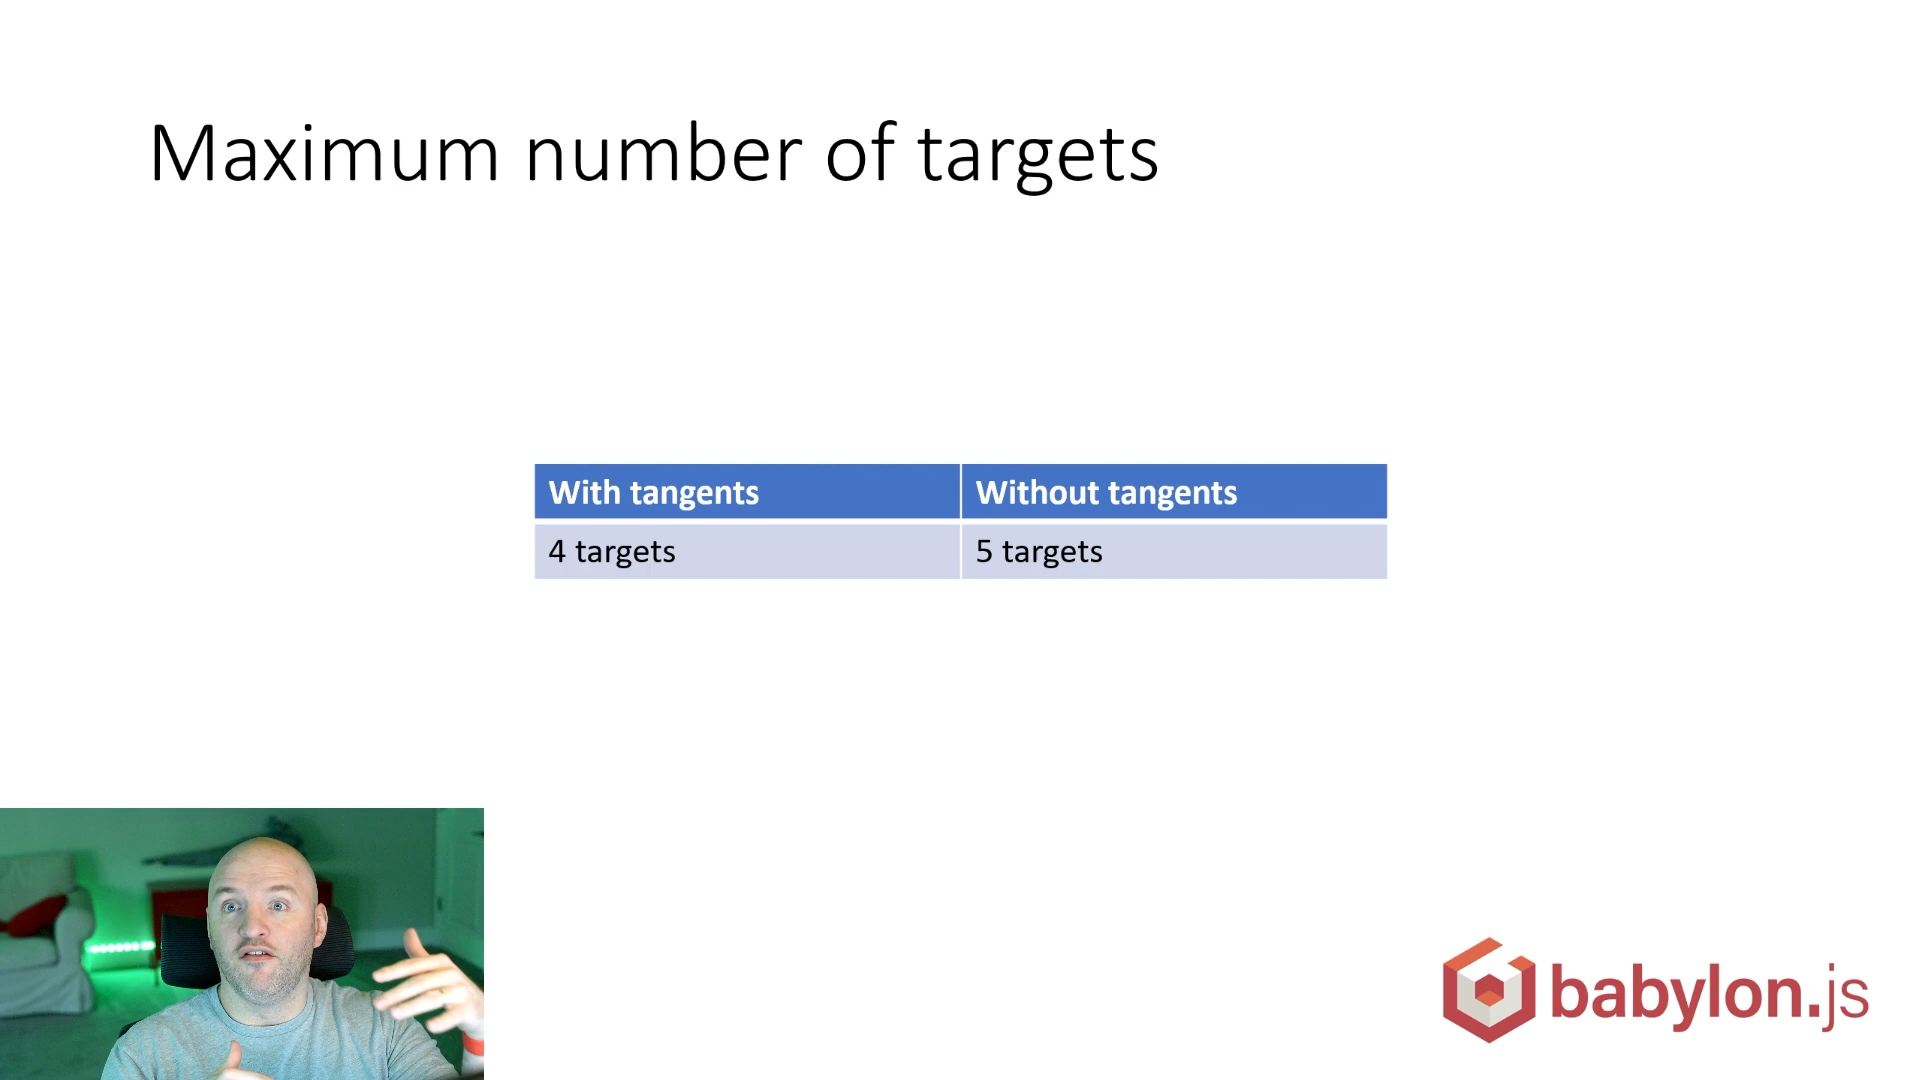 Maximum number of targets
With tangents
Without tangents
4 targets
5 targets
babylon.js